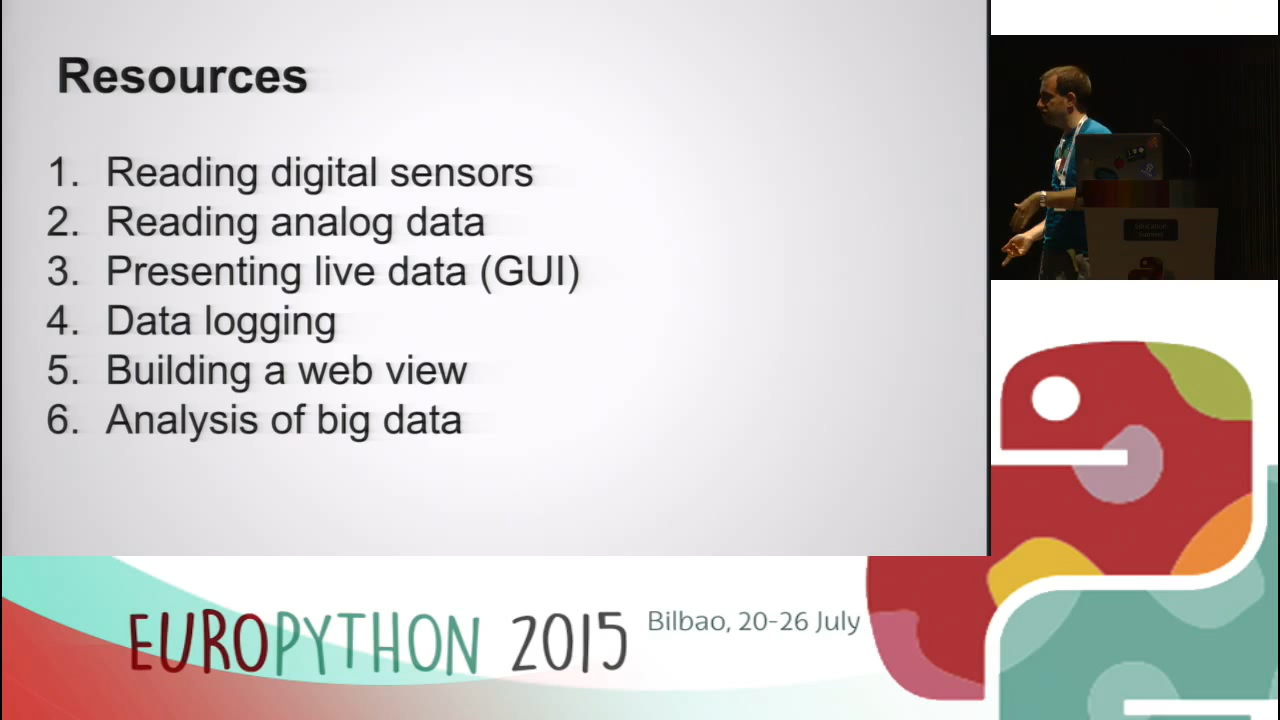 Resources
1. Reading digital sensors
2. Reading analog data
3. Presenting live data (GUI)
4. Data logging
5. Building a web view
6. Analysis of big data
EUROPYTHON 2015 Bilbao, 20-26 July